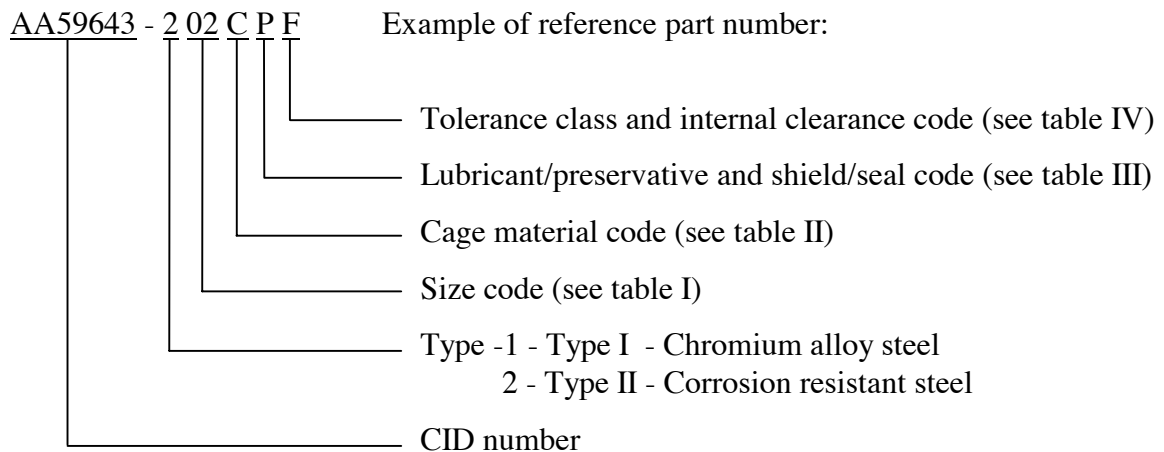 AA59643 - 2 02 C P F Example of reference part number:
Tolerance class and internal clearance code (see table IV)
Lubricant/preservative and shield/seal code (see table III)
Cage material code (see table II)
Size code (see table I)
Type -1 - Type I - Chromium alloy steel
2 - Type II - Corrosion resistant steel
CID number